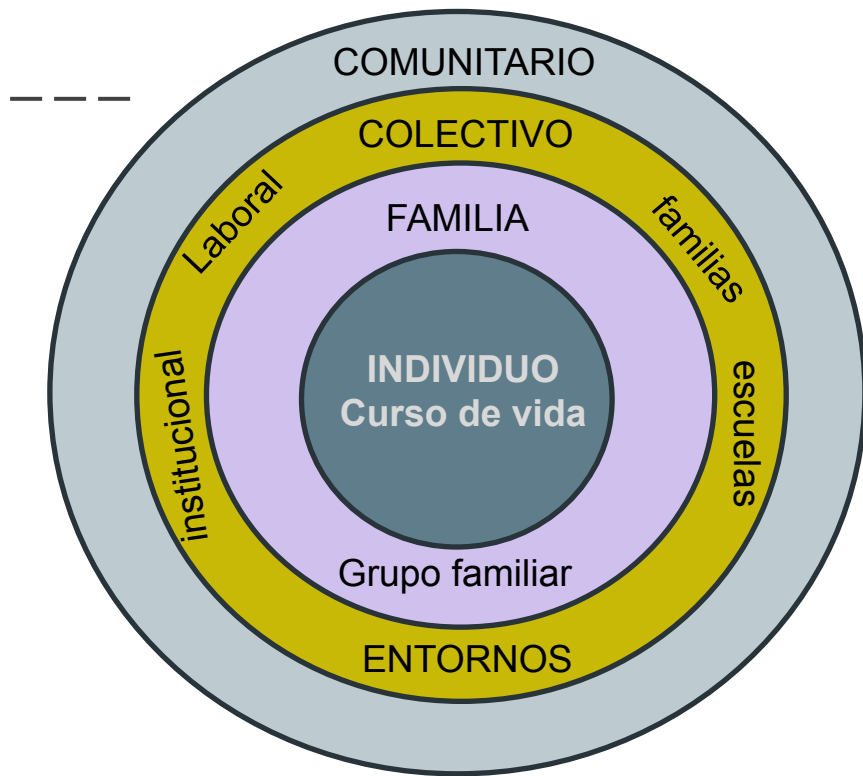 COMUNITARIO
COLECTIVO
Laboral
familias
FAMILIA
INDIVIDUO
Curso de vida
institucional
escuelas
Grupo familiar
ENTORNOS